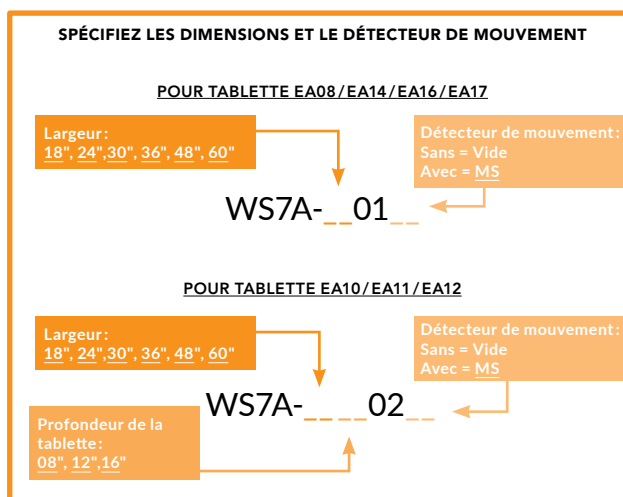 SPÉCIFIEZ LES DIMENSIONS ET LE DÉTECTEUR DE MOUVEMENT
POUR TABLETTE EA08/EA14/EA16/EA17
Largeur:
18", 24",30", 36", 48", 60"
Détecteur de mouvement:
Sans = Vide
Avec = MS
WS7A-__01__
POUR TABLETTE EA10/EA11/EA12
Largeur:
18", 24",30", 36", 48", 60"
Détecteur de mouvement:
Sans = Vide
Avec = MS
WS7A-____02__
Profondeur de la
tablette:
08", 12",16"